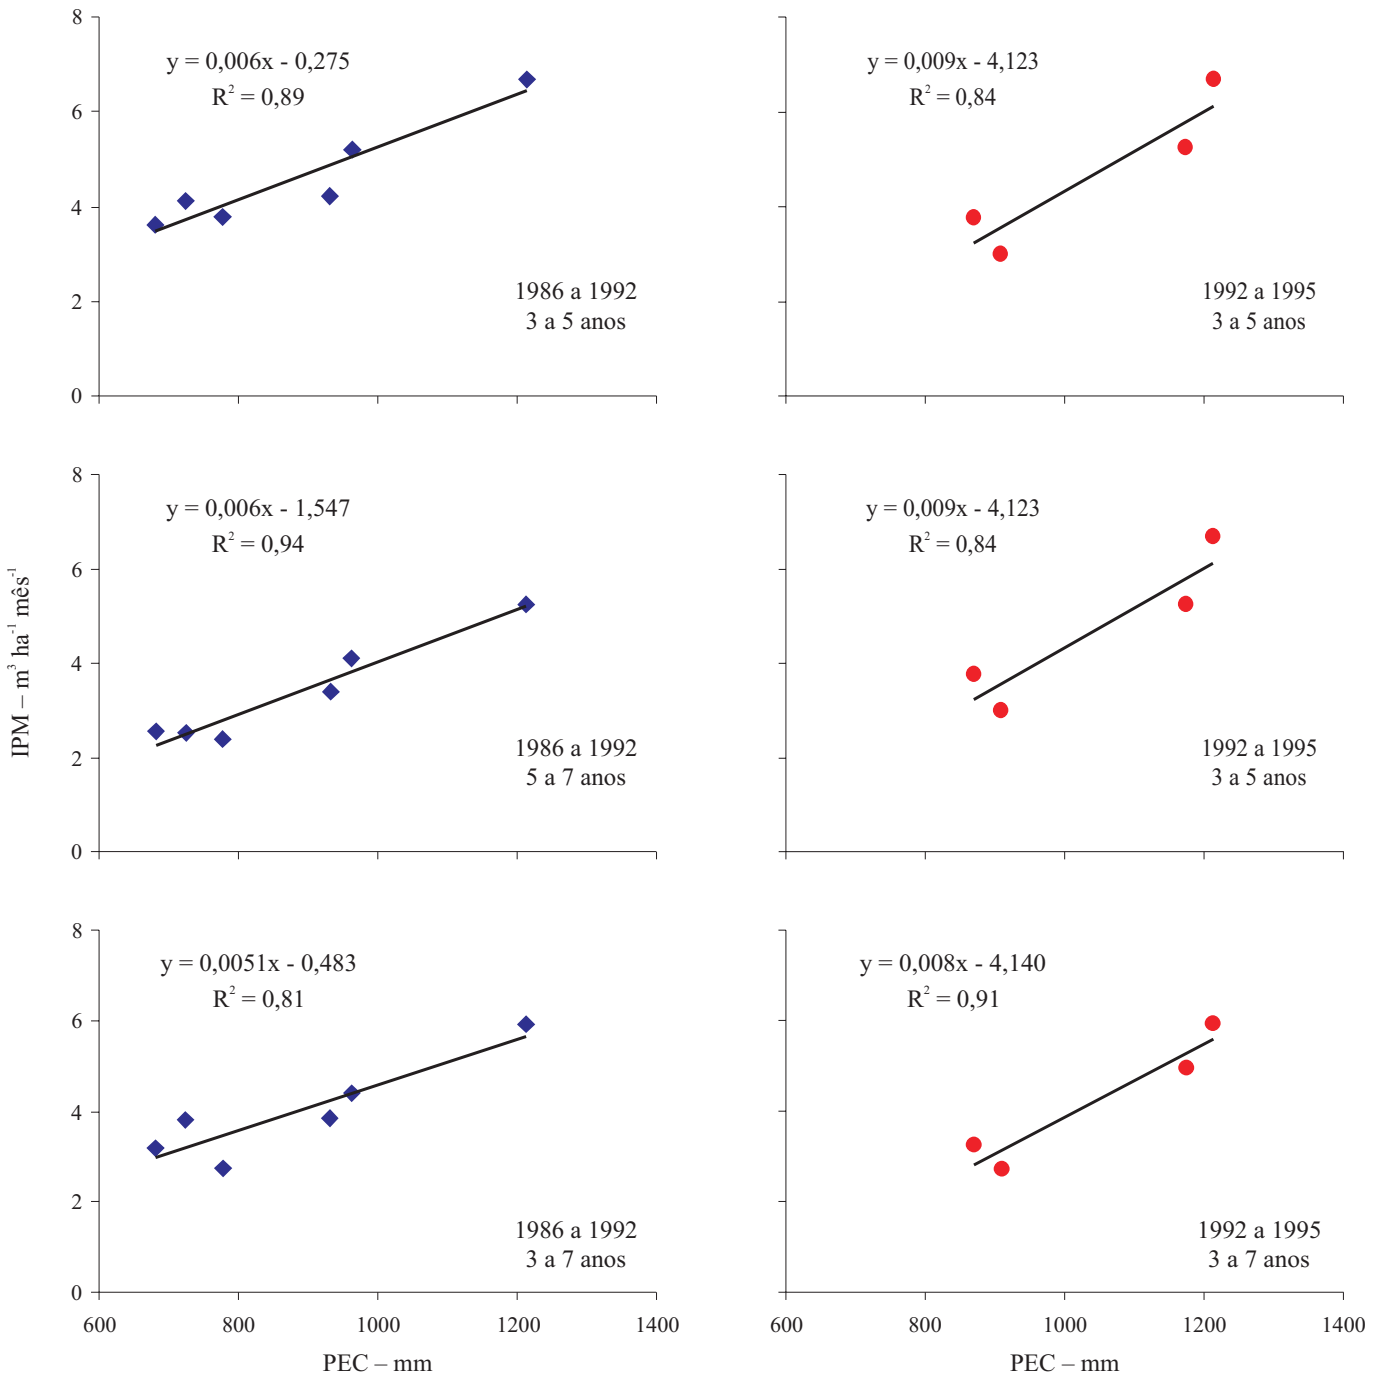 8
6
4
2
0
y = 0,006x - 0,275
R² = 0,89
1986 a 1992
3 a 5 anos
y = 0,009x - 4,123
R² = 0,84
1992 a 1995
3 a 5 anos
IPM – m³ ha⁻¹ mês⁻¹
8
6
4
2
0
y = 0,006x - 1,547
R² = 0,94
1986 a 1992
5 a 7 anos
y = 0,009x - 4,123
R² = 0,84
1992 a 1995
3 a 5 anos
8
6
4
2
0
y = 0,0051x - 0,483
R² = 0,81
1986 a 1992
3 a 7 anos
600 800 1000 1200 1400
PEC – mm
y = 0,008x - 4,140
R² = 0,91
1992 a 1995
3 a 7 anos
600 800 1000 1200 1400
PEC – mm